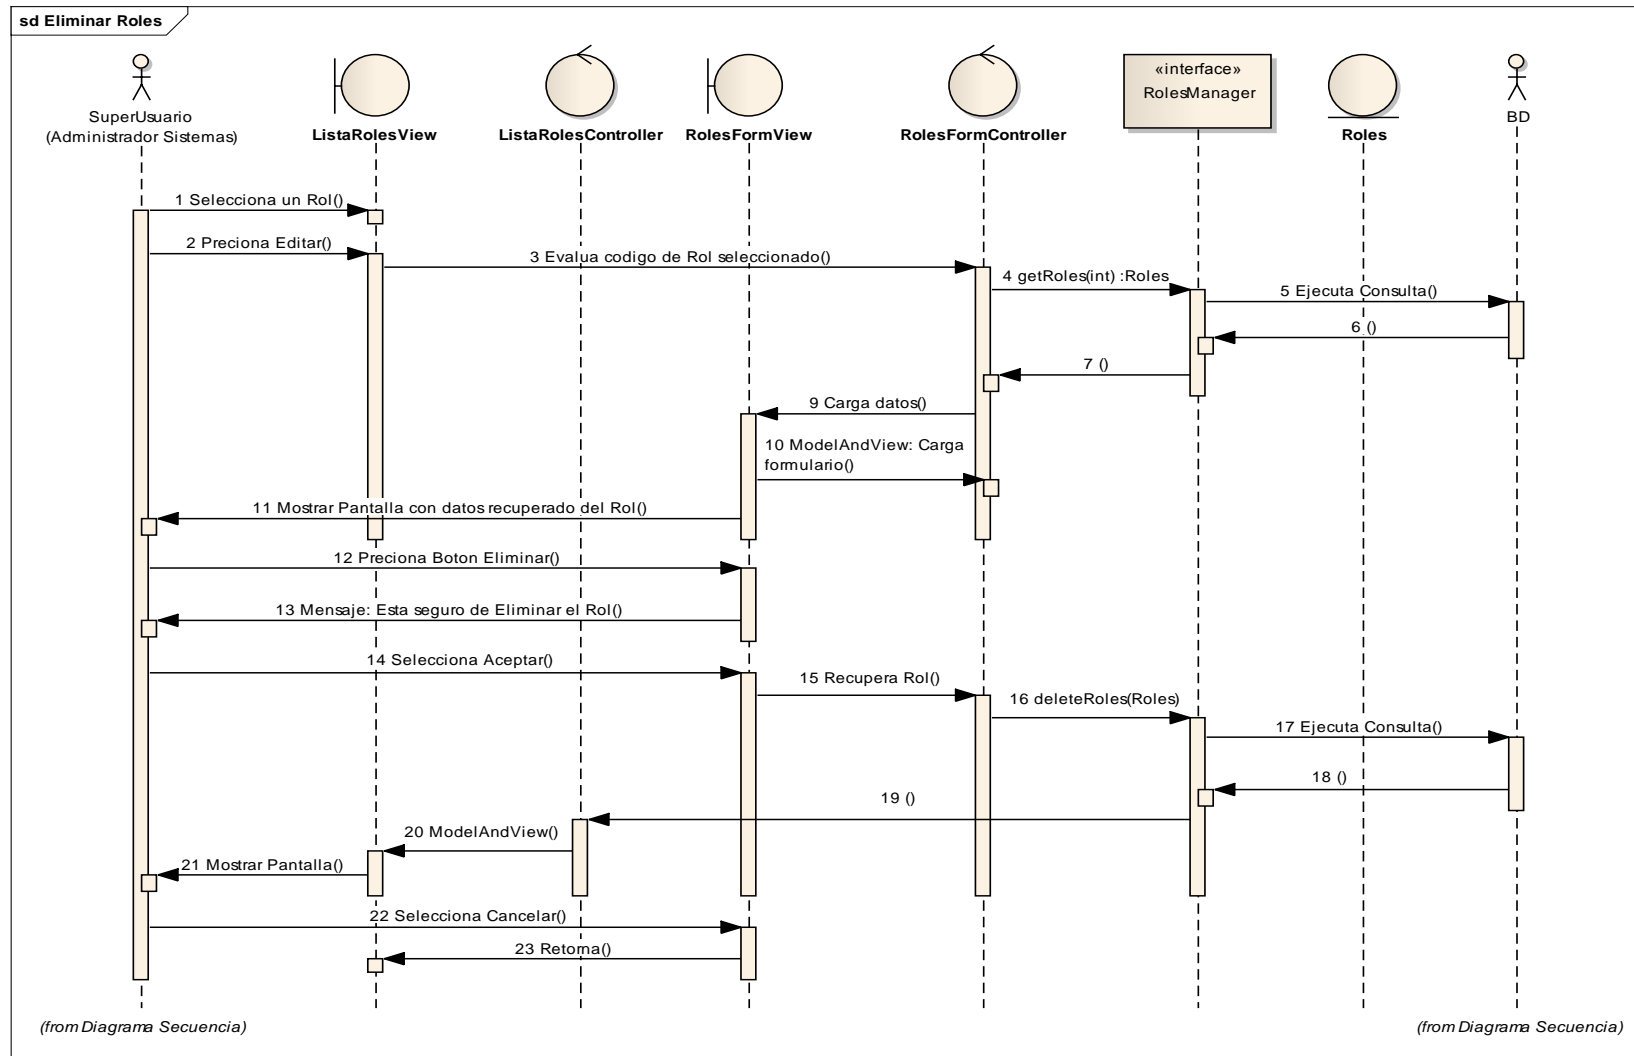 sd Eliminar Roles
SuperUsuario
(Administrador Sistemas)
ListaRolesView
ListaRolesController
RolesFormView
RolesFormController
«interface»
RolesManager
Roles
BD
1 Selecciona un Rol()
2 Preciona Editar()
3 Evalua codigo de Rol seleccionado()
4 getRoles(int) :Roles
5 Ejecuta Consulta()
6 ()
7 ()
9 Carga datos()
10 ModelAndView: Carga
formulario()
11 Mostrar Pantalla con datos recuperado del Rol()
12 Preciona Boton Eliminar()
13 Mensaje: Esta seguro de Eliminar el Rol()
14 Selecciona Aceptar()
15 Recupera Rol()
16 deleteRoles(Roles)
17 Ejecuta Consulta()
18 ()
19 ()
20 ModelAndView()
21 Mostrar Pantalla()
22 Selecciona Cancelar()
23 Retorna()
(from Diagrama Secuencia)
(from Diagrama Secuencia)